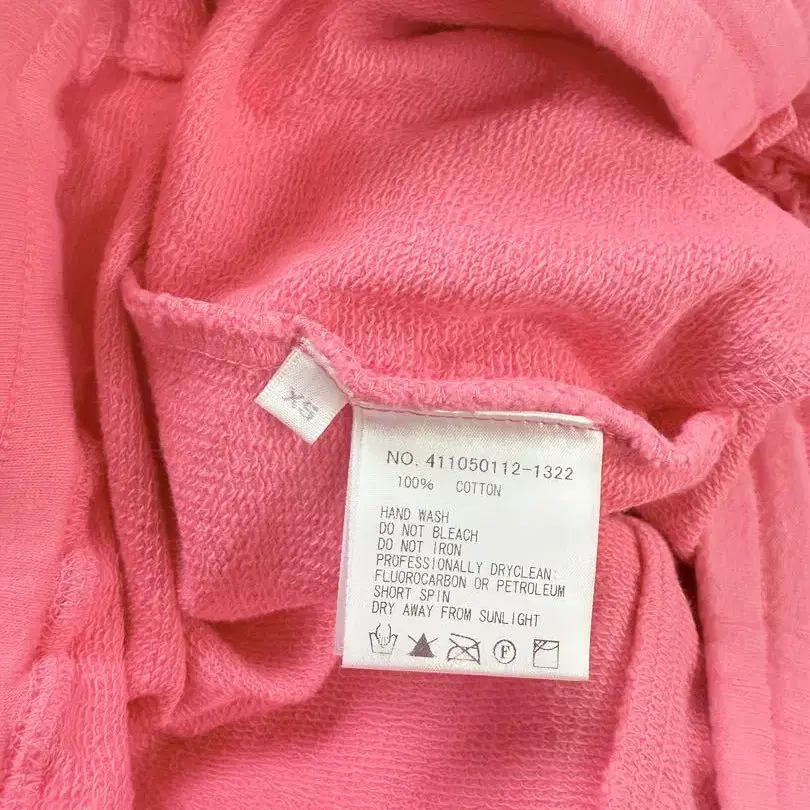 XS
NO. 411050112-1322
100% COTTON
HAND WASH
DO NOT BLEACH
DO NOT IRON
PROFESSIONALLY DRYCLEAN:
FLUOROCARBON OR PETROLEUM
SHORT SPIN
DRY AWAY FROM SUNLIGHT
F